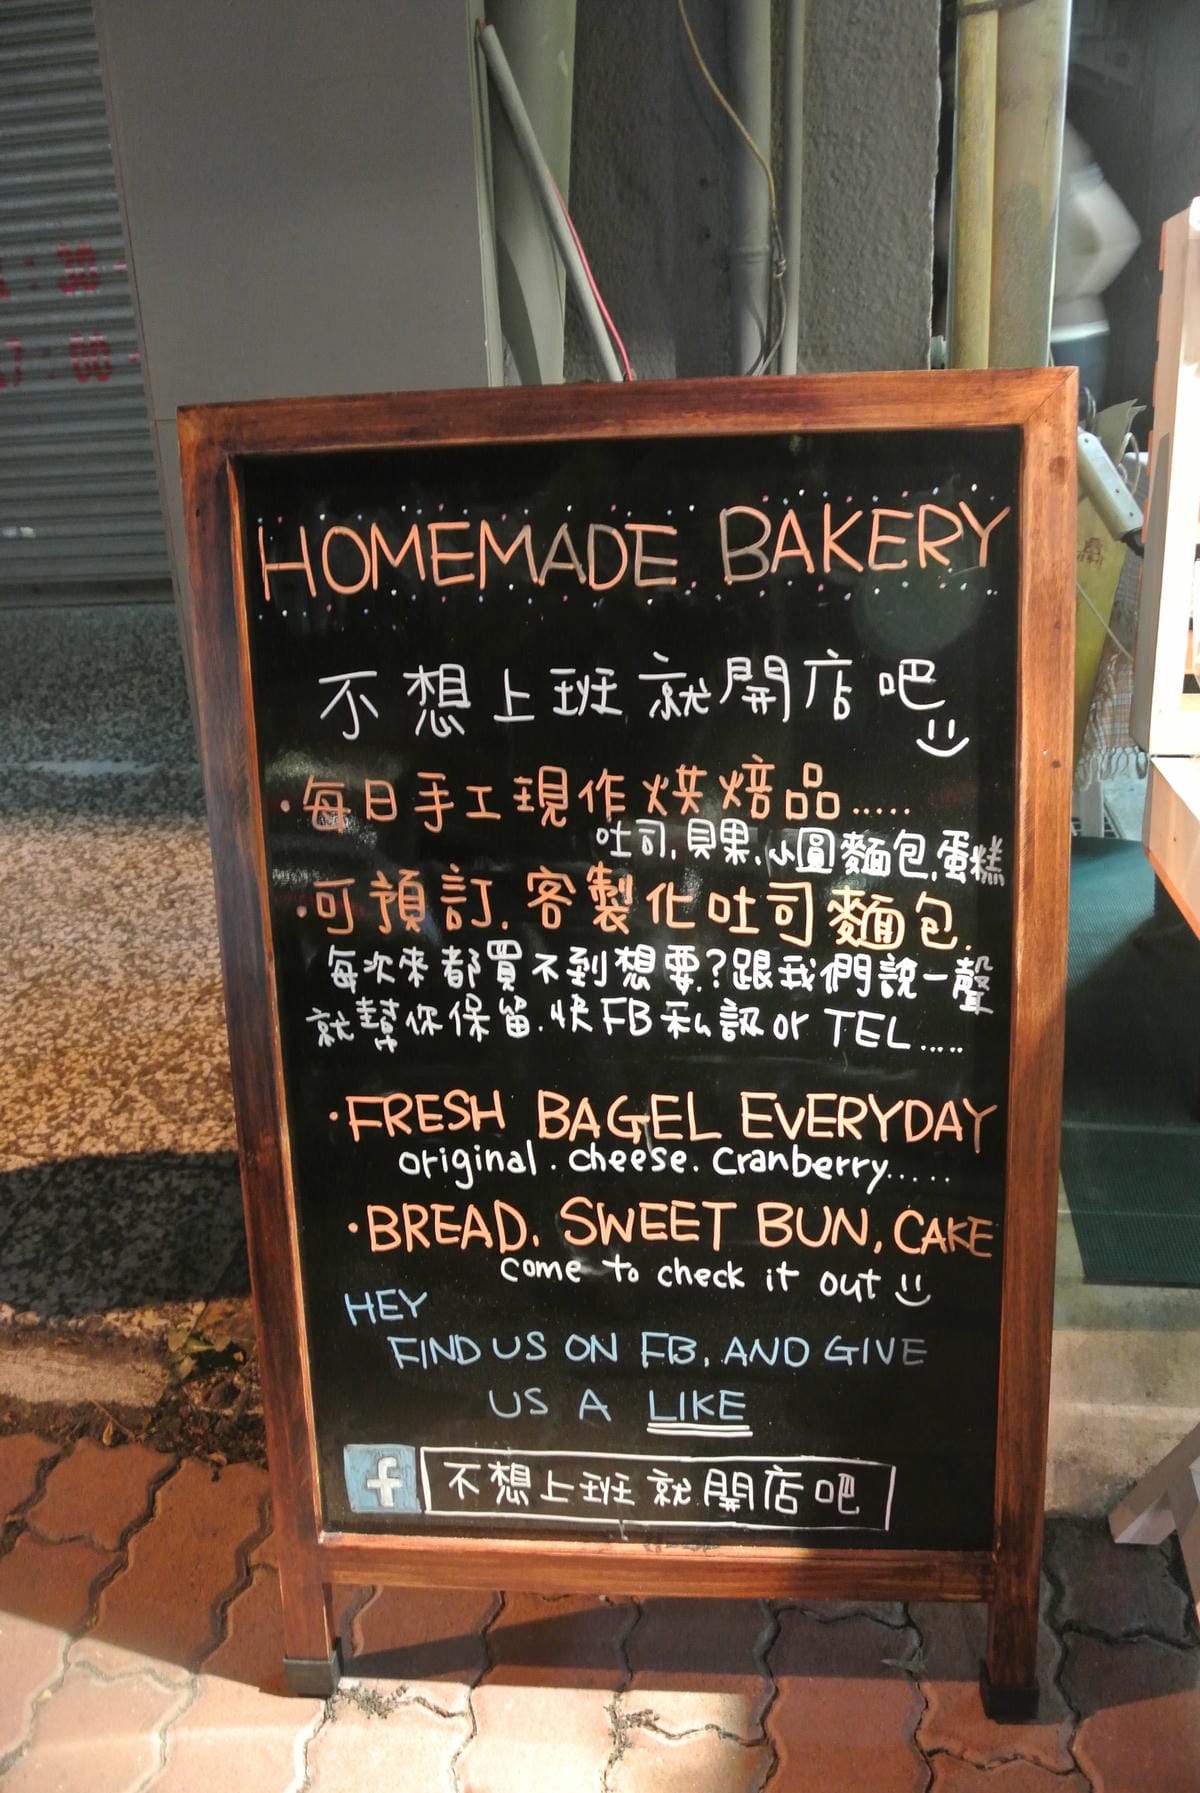 :30-
17:00-
HOMEMADE BAKERY
不想上班就開店吧
·每日手工現作烘焙品.....
吐司.貝果.小圓麵包.蛋糕
·可預訂.客製化吐司麵包.
每次來都買不到想要?跟我們說一聲
就幫你保留.快FB私訊or TEL.....
·FRESH BAGEL EVERYDAY
original.cheese.cranberry.....
·BREAD. SWEET BUN. CAKE
come to check it out
HEY
FIND US ON FB. AND GIVE
US A LIKE
f 不想上班就開店吧